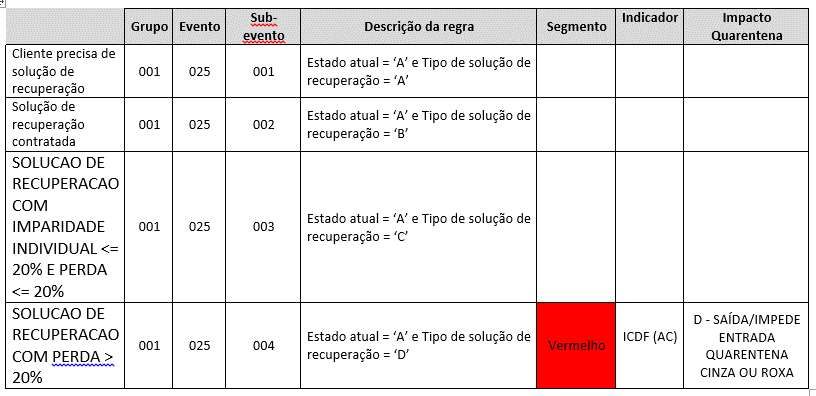 Grupo Evento Sub-evento Descrição da regra Segmento Indicador Impacto Quarentena
Cliente precisa de
solução de
recuperação
001 025 001
Estado atual = ‘A’ e Tipo de solução de
recuperação = ‘A’
Solução de
recuperação
contratada
001 025 002
Estado atual = ‘A’ e Tipo de solução de
recuperação = ‘B’
SOLUCAO DE
RECUPERACAO
COM
IMPARIDADE
INDIVIDUAL <=
20% E PERDA
<= 20%
001 025 003
Estado atual = ‘A’ e Tipo de solução de
recuperação = ‘C’
SOLUCAO DE
RECUPERACAO
COM PERDA >
20%
001 025 004
Estado atual = ‘A’ e Tipo de solução de
recuperação = ‘D’
Vermelho
ICDF (AC)
D - SAÍDA/IMPEDE
ENTRADA
QUARENTENA
CINZA OU ROXA